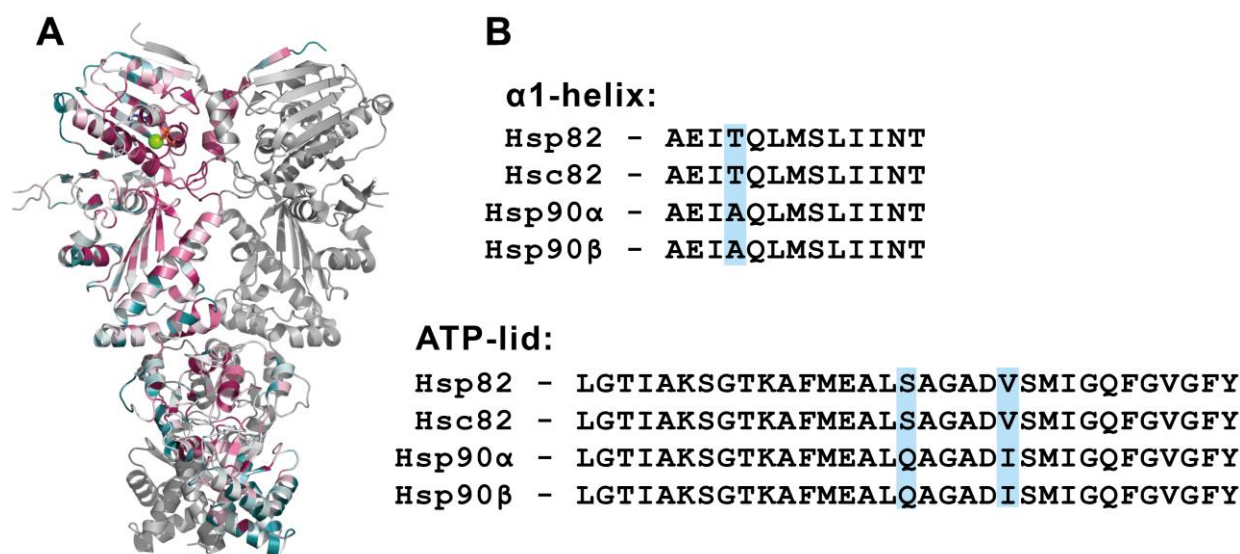 A
B
α1-helix:
Hsp82 - AEITQLMSLIINT
Hsc82 - AEITQLMSLIINT
Hsp90α - AEIAQLMSLIINT
Hsp90β - AEIAQLMSLIINT
ATP-lid:
Hsp82 - LGTIAKSGTKAFMEALSAGADVSMIGQFGVGFY
Hsc82 - LGTIAKSGTKAFMEALSAGADVSMIGQFGVGFY
Hsp90α - LGTIAKSGTKAFMEALQAGADISMIGQFGVGFY
Hsp90β - LGTIAKSGTKAFMEALQAGADISMIGQFGVGFY